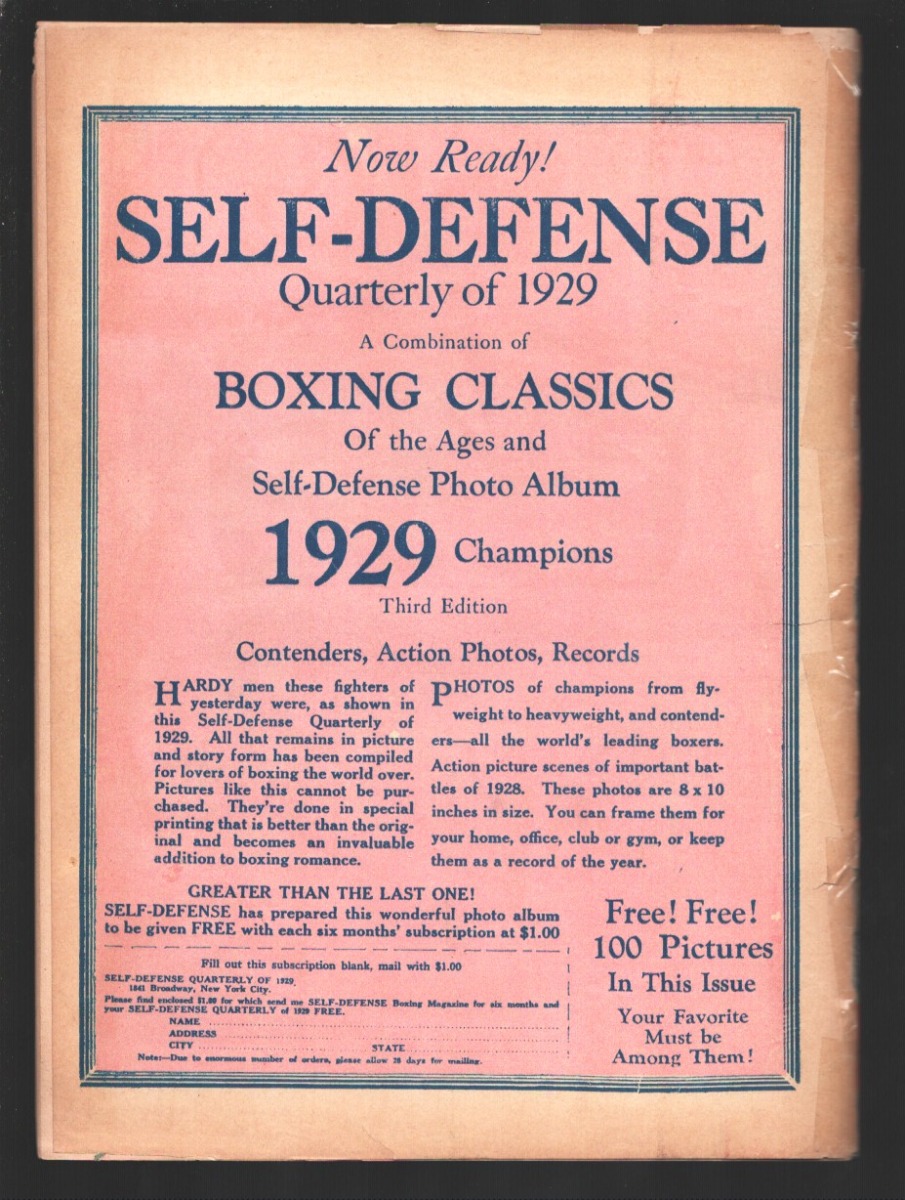 Now Ready!
SELF-DEFENSE
Quarterly of 1929
A Combination of
BOXING CLASSICS
Of the Ages and
Self-Defense Photo Album
1929 Champions
Third Edition
Contenders, Action Photos, Records
HARDY men these fighters of
yesterday were, as shown in
this Self-Defense Quarterly of
1929. All that remains in picture
and story form has been compiled
for lovers of boxing the world over.
Pictures like this cannot be pur-
chased. They're done in special
printing that is better than the orig-
inal and becomes an invaluable
addition to boxing romance.
PHOTOS of champions from fly-
weight to heavyweight, and contend-
ers—all the world's leading boxers.
Action picture scenes of important bat-
tles of 1928. These photos are 8 x 10
inches in size. You can frame them for
your home, office, club or gym, or keep
them as a record of the year.
GREATER THAN THE LAST ONE!
SELF-DEFENSE has prepared this wonderful photo album
to be given FREE with each six months' subscription at $1.00
Fill out this subscription blank, mail with $1.00
SELF-DEFENSE QUARTERLY OF 1929,
1841 Broadway, New York City.
Please find enclosed $1.00 for which send me SELF-DEFENSE Boxing Magazine for six months and
your SELF-DEFENSE QUARTERLY of 1929 FREE.
NAME
ADDRESS
CITY STATE
Note:—Due to enormous number of orders, please allow 28 days for mailing.
Free! Free!
100 Pictures
In This Issue
Your Favorite
Must be
Among Them!